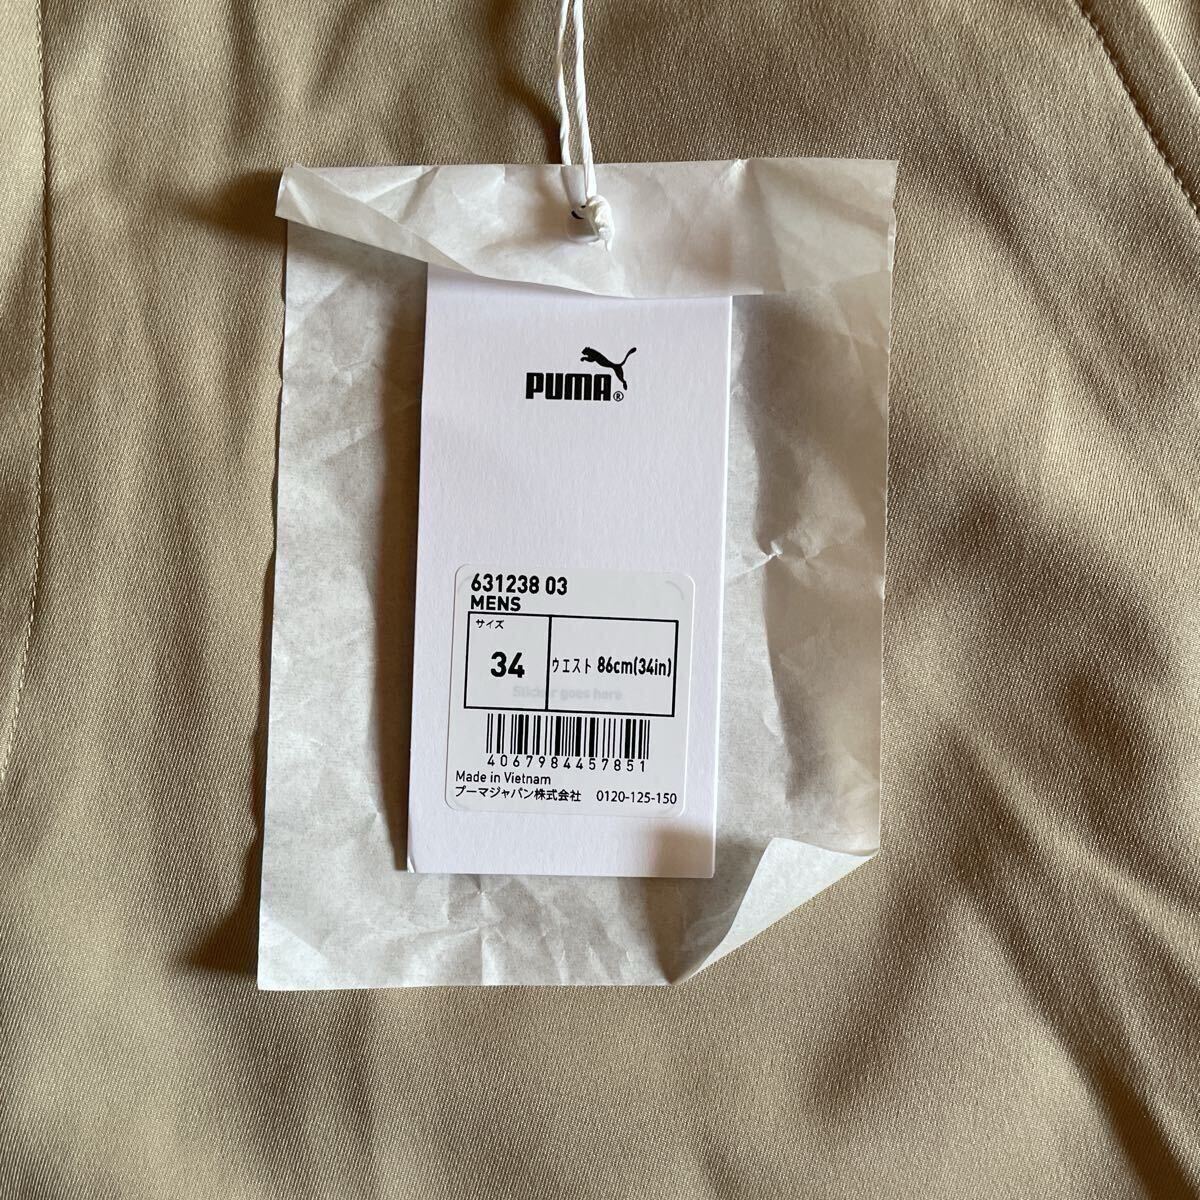 PUMA®
631238 03
MENS
サイズ
34
ウエスト 86cm(34in)
Sticker goes here
4067984457851
Made in Vietnam
プーマジャパン株式会社 0120-125-150